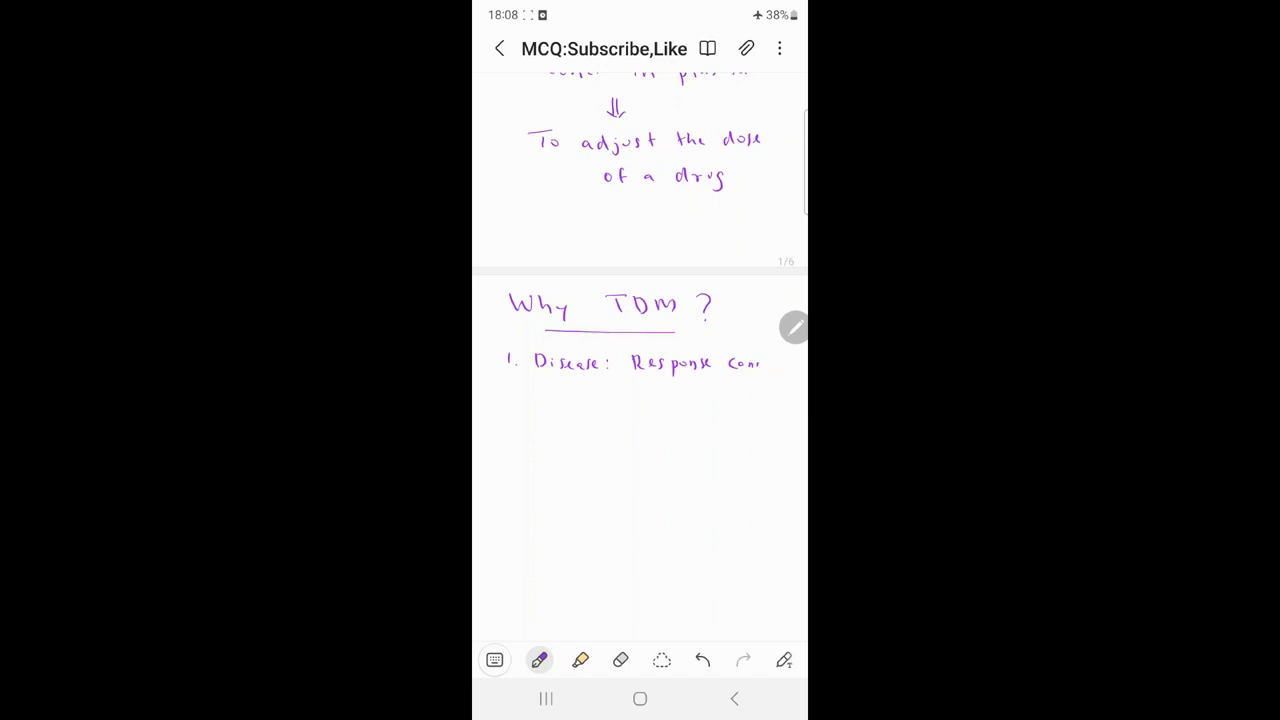 18:08 38%
MCQ:Subscribe,Like
To adjust the dose
of a drug
1/6
Why TDM ?
1. Disease: Response